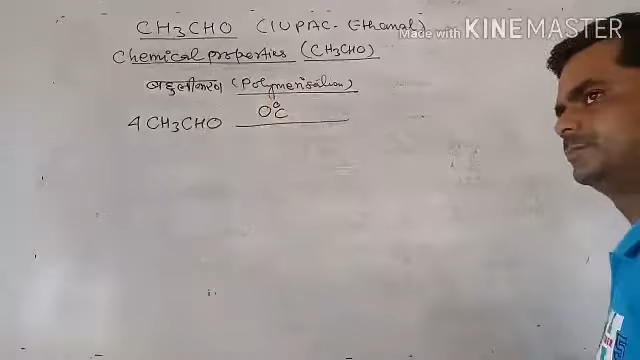 CH3CHO (IUPAC - Ethanal)
Made with KINEMASTER
Chemical properties (CH3CHO)
बहुलीकरण (Polymerisation)
4 CH3CHO 0°C